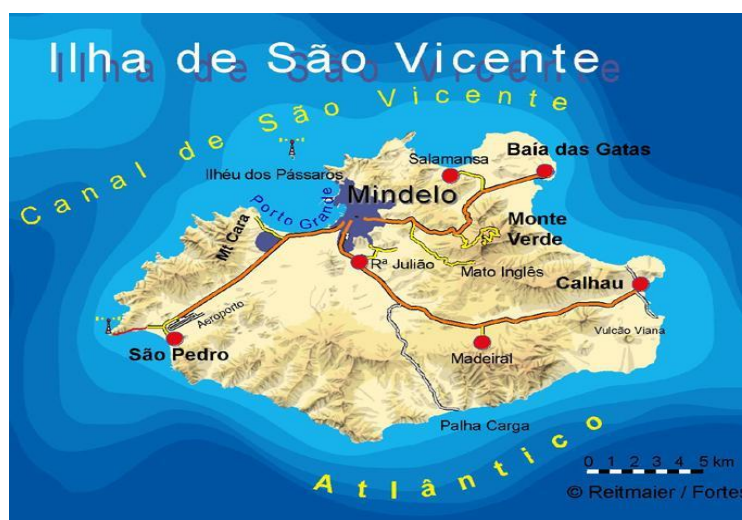 Ilha de São Vicente
Canal de São Vicente
Ilhéu dos Pássaros
Salamansa
Baía das Gatas
Porto Grande
Mindelo
Mt Cara
Monte
Verde
Rª Julião
Mato Inglês
Calhau
Aeroporto
São Pedro
Vulcão Viana
Madeiral
Palha Carga
Atlântico
0 1 2 3 4 5 km
© Reitmaier / Fortes